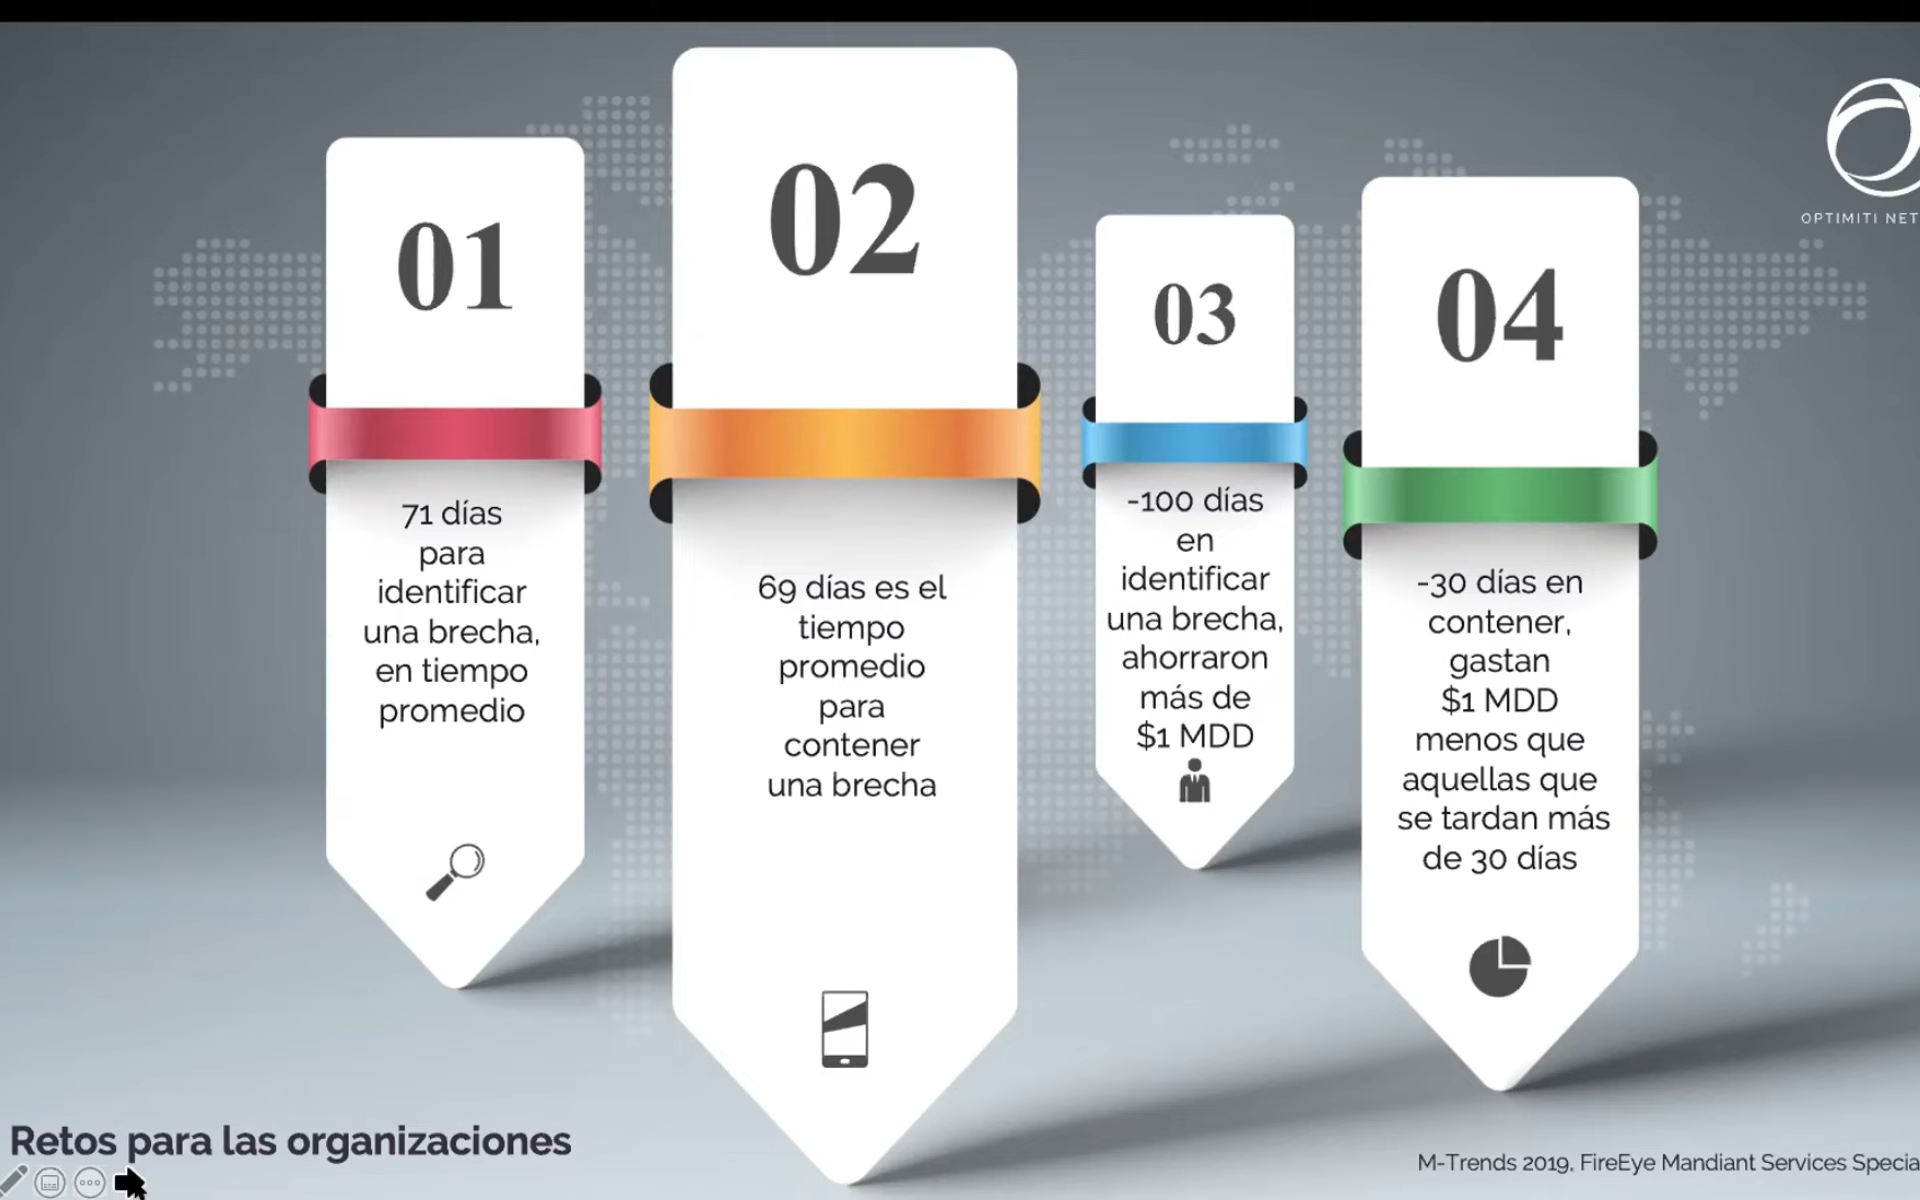 01
71 días
para
identificar
una brecha,
en tiempo
promedio
02
69 días es el
tiempo
promedio
para
contener
una brecha
03
-100 días
en
identificar
una brecha,
ahorraron
más de
$1 MDD
04
-30 días en
contener,
gastan
$1 MDD
menos que
aquellas que
se tardan más
de 30 días
OPTIMITI NET
Retos para las organizaciones
M-Trends 2019, FireEye Mandiant Services Specia